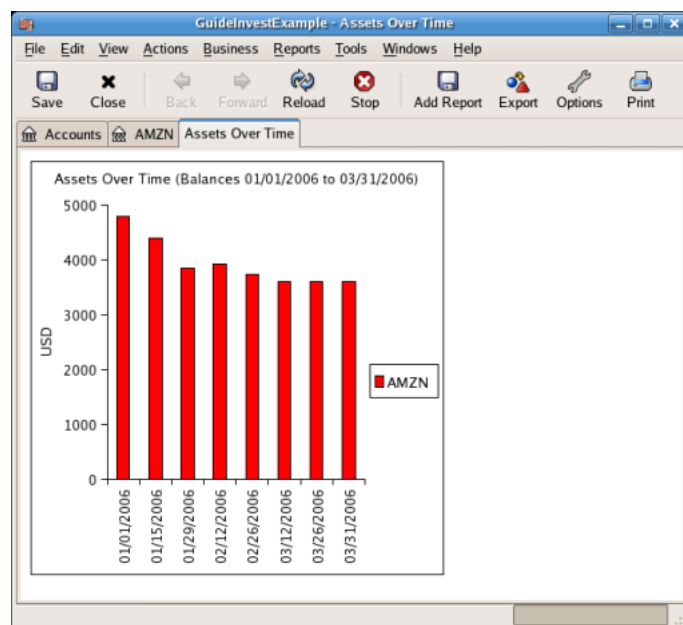 GuideInvestExample - Assets Over Time
File Edit View Actions Business Reports Tools Windows Help
Save Close Back Forward Reload Stop Add Report Export Options Print
Accounts AMZN Assets Over Time
Assets Over Time (Balances 01/01/2006 to 03/31/2006)
5000
4000
3000
2000
1000
0
USD
AMZN
01/01/2006
01/15/2006
01/29/2006
02/12/2006
02/26/2006
03/12/2006
03/26/2006
03/31/2006